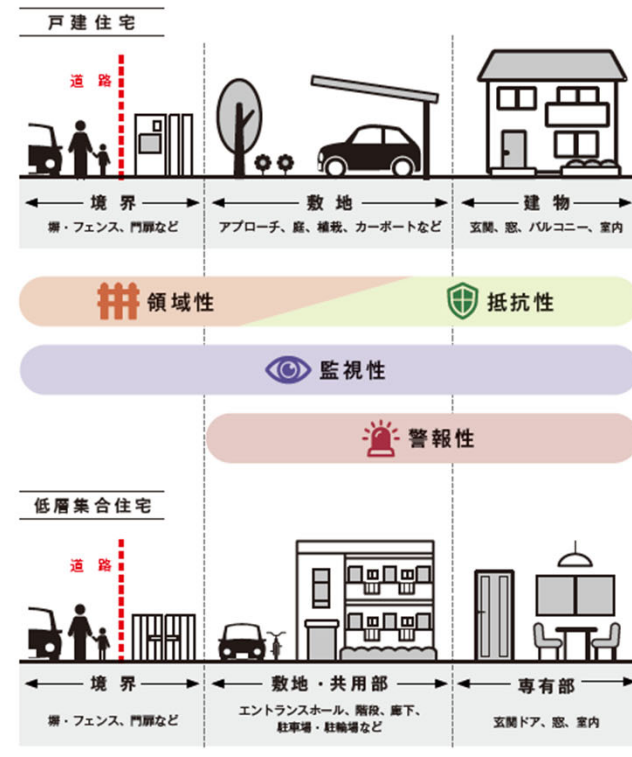 戸建住宅
道 路
境 界
塀・フェンス、門扉など
敷 地
アプローチ、庭、植栽、カーポートなど
建 物
玄関、窓、バルコニー、室内
領域性
抵抗性
監視性
警報性
低層集合住宅
道 路
境 界
塀・フェンス、門扉など
敷地・共用部
エントランスホール、階段、廊下、
駐車場・駐輪場など
専有部
玄関ドア、窓、室内